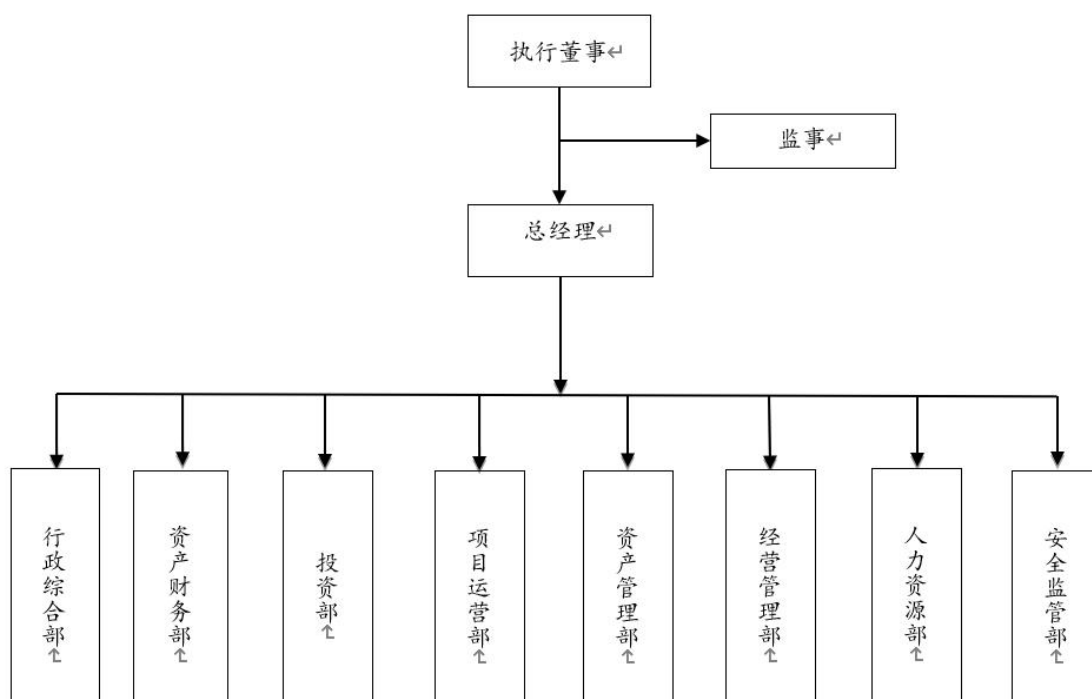 执行董事
监事
总经理
行政综合部
资产财务部
投资部
项目运营部
资产管理部
经营管理部
人力资源部
安全监管部